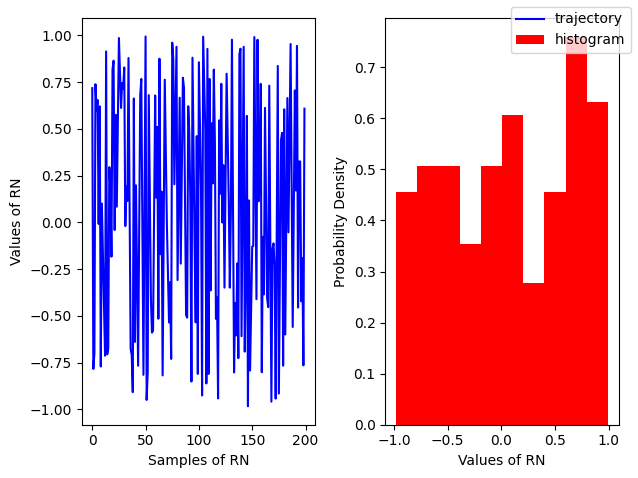 trajectory
histogram
1.00
0.75
0.50
0.25
0.00
−0.25
−0.50
−0.75
−1.00
Values of RN
0 50 100 150 200
Samples of RN
0.7
0.6
0.5
0.4
0.3
0.2
0.1
0.0
Probability Density
−1.0 −0.5 0.0 0.5 1.0
Values of RN